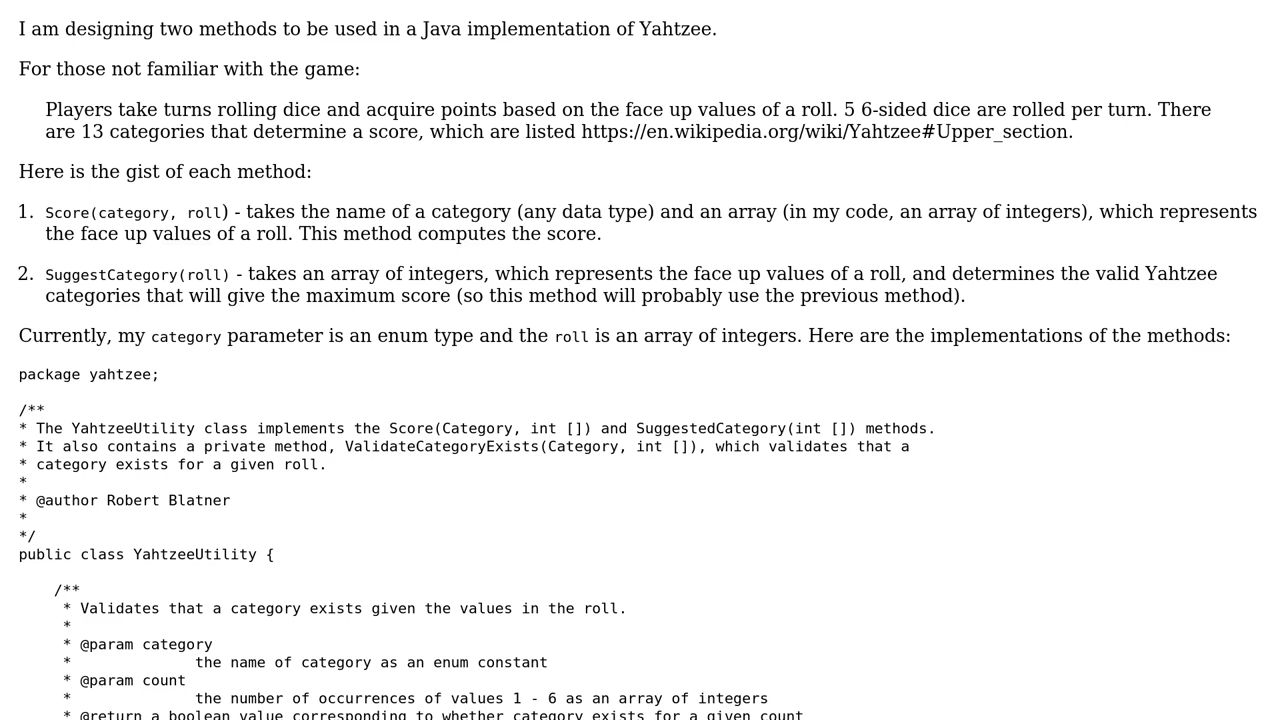 I am designing two methods to be used in a Java implementation of Yahtzee.
For those not familiar with the game:
Players take turns rolling dice and acquire points based on the face up values of a roll. 5 6-sided dice are rolled per turn. There
are 13 categories that determine a score, which are listed https://en.wikipedia.org/wiki/Yahtzee#Upper_section.
Here is the gist of each method:
1. Score(category, roll) - takes the name of a category (any data type) and an array (in my code, an array of integers), which represents
the face up values of a roll. This method computes the score.
2. SuggestCategory(roll) - takes an array of integers, which represents the face up values of a roll, and determines the valid Yahtzee
categories that will give the maximum score (so this method will probably use the previous method).
Currently, my category parameter is an enum type and the roll is an array of integers. Here are the implementations of the methods:
package yahtzee;
/**
* The YahtzeeUtility class implements the Score(Category, int []) and SuggestedCategory(int []) methods.
* It also contains a private method, ValidateCategoryExists(Category, int []), which validates that a
* category exists for a given roll.
*
* @author Robert Blatner
*
*/
public class YahtzeeUtility {
/**
* Validates that a category exists given the values in the roll.
*
* @param category
* the name of category as an enum constant
* @param count
* the number of occurrences of values 1 - 6 as an array of integers
* @return a boolean value corresponding to whether category exists for a given count